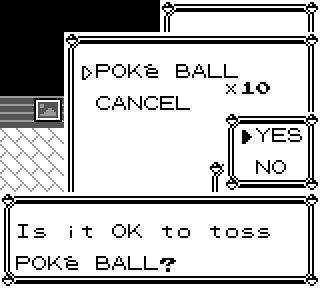 ▷POKé BALL
×10
CANCEL
▶YES
NO
Is it OK to toss
POKé BALL?